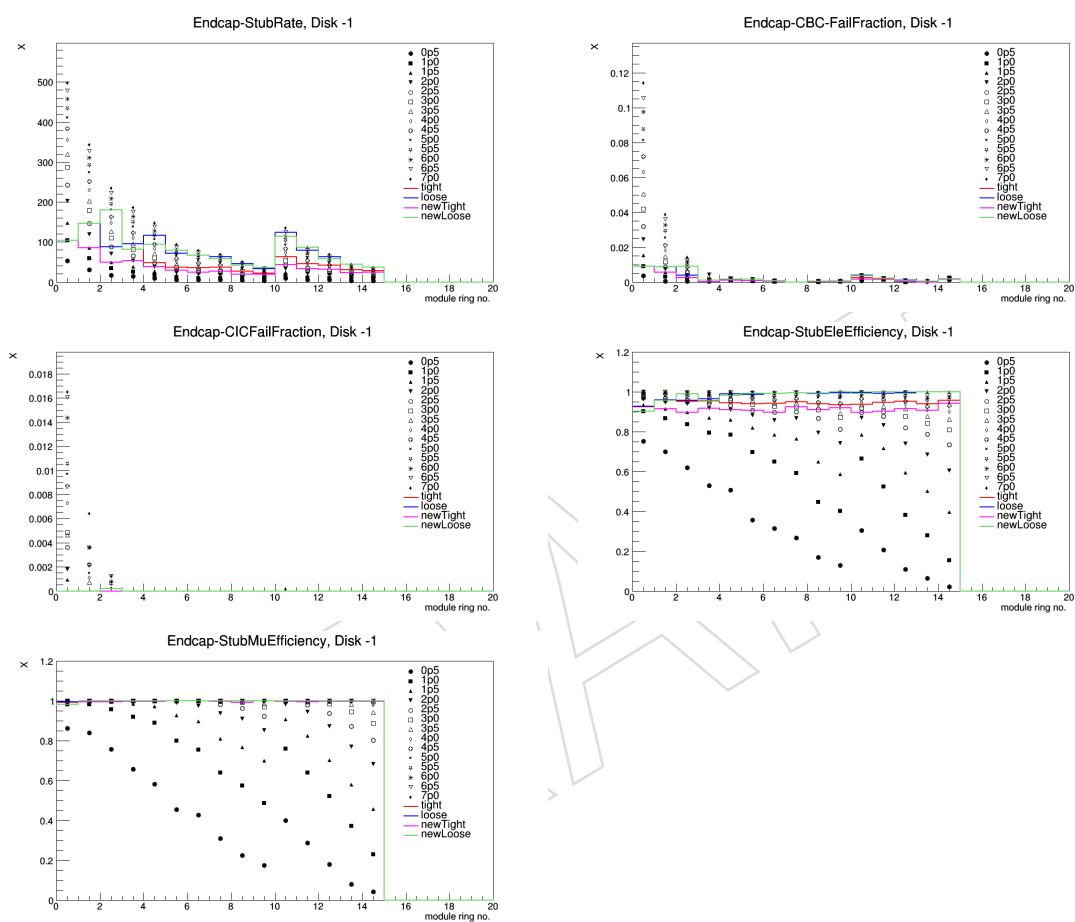 Endcap-StubRate, Disk -1
X
500
400
300
200
100
0
0 2 4 6 8 10 12 14 16 18 20
module ring no.
0p5
1p0
1p5
2p0
2p5
3p0
3p5
4p0
4p5
5p0
5p5
6p0
6p5
7p0
tight
loose
newTight
newLoose
Endcap-CBC-FailFraction, Disk -1
X
0.12
0.1
0.08
0.06
0.04
0.02
0
0 2 4 6 8 10 12 14 16 18 20
module ring no.
0p5
1p0
1p5
2p0
2p5
3p0
3p5
4p0
4p5
5p0
5p5
6p0
6p5
7p0
tight
loose
newTight
newLoose
Endcap-CICFailFraction, Disk -1
X
0.018
0.016
0.014
0.012
0.01
0.008
0.006
0.004
0.002
0
0 2 4 6 8 10 12 14 16 18 20
module ring no.
0p5
1p0
1p5
2p0
2p5
3p0
3p5
4p0
4p5
5p0
5p5
6p0
6p5
7p0
tight
loose
newTight
newLoose
Endcap-StubEleEfficiency, Disk -1
X
1.2
1
0.8
0.6
0.4
0.2
0
0 2 4 6 8 10 12 14 16 18 20
module ring no.
0p5
1p0
1p5
2p0
2p5
3p0
3p5
4p0
4p5
5p0
5p5
6p0
6p5
7p0
tight
loose
newTight
newLoose
Endcap-StubMuEfficiency, Disk -1
X
1.2
1
0.8
0.6
0.4
0.2
0
0 2 4 6 8 10 12 14 16 18 20
module ring no.
0p5
1p0
1p5
2p0
2p5
3p0
3p5
4p0
4p5
5p0
5p5
6p0
6p5
7p0
tight
loose
newTight
newLoose